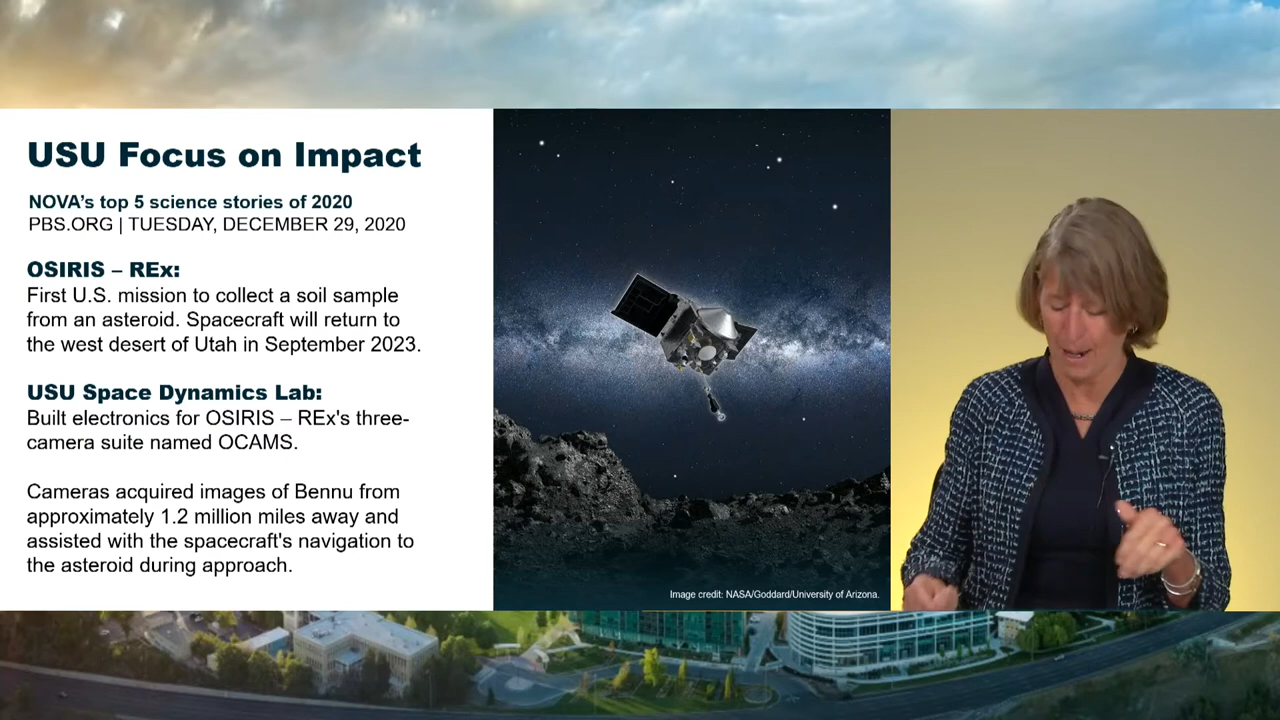 USU Focus on Impact
NOVA’s top 5 science stories of 2020
PBS.ORG | TUESDAY, DECEMBER 29, 2020
OSIRIS – REx:
First U.S. mission to collect a soil sample
from an asteroid. Spacecraft will return to
the west desert of Utah in September 2023.
USU Space Dynamics Lab:
Built electronics for OSIRIS – REx's three-
camera suite named OCAMS.
Cameras acquired images of Bennu from
approximately 1.2 million miles away and
assisted with the spacecraft's navigation to
the asteroid during approach.
Image credit: NASA/Goddard/University of Arizona.